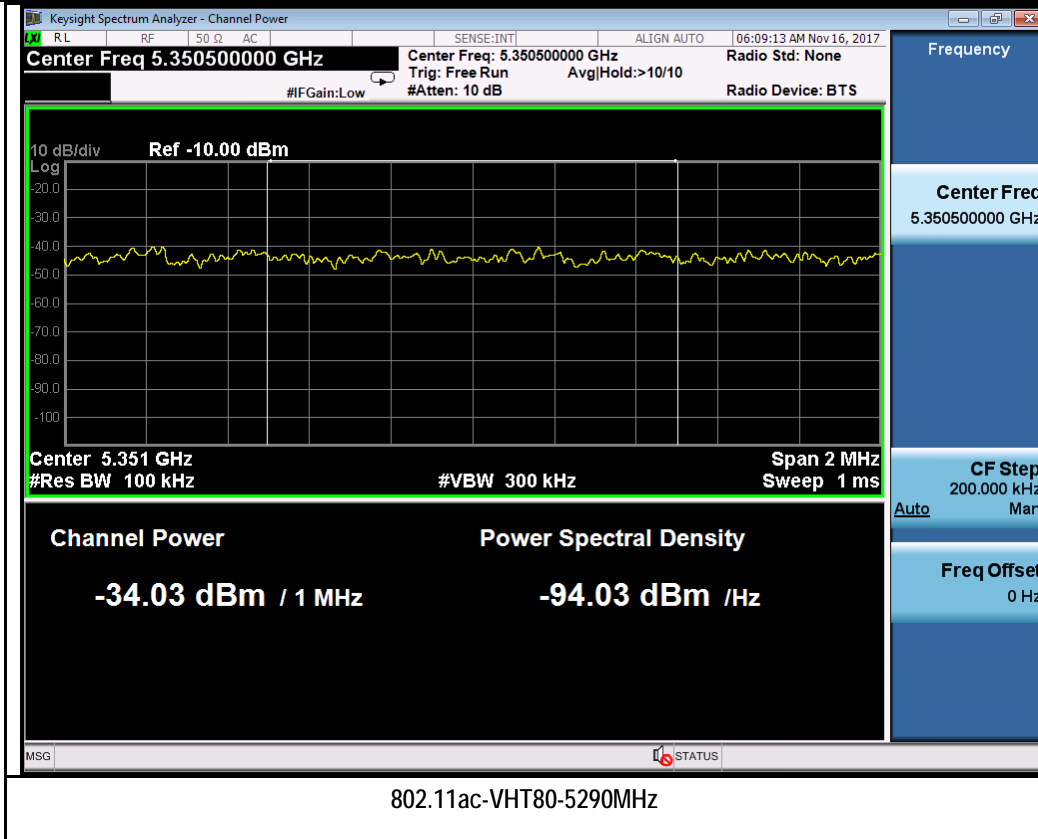 Keysight Spectrum Analyzer - Channel Power
LXI RL RF 50 Ω AC SENSE:INT ALIGN AUTO 06:09:13 AM Nov 16, 2017
Center Freq 5.350500000 GHz
Center Freq: 5.350500000 GHz Radio Std: None
Trig: Free Run Avg|Hold:>10/10
#IFGain:Low #Atten: 10 dB Radio Device: BTS
Frequency
10 dB/div Ref -10.00 dBm
Log
-20.0
-30.0
-40.0
-50.0
-60.0
-70.0
-80.0
-90.0
-100
Center 5.351 GHz Span 2 MHz
#Res BW 100 kHz #VBW 300 kHz Sweep 1 ms
Channel Power Power Spectral Density
-34.03 dBm / 1 MHz -94.03 dBm /Hz
Center Freq
5.350500000 GHz
CF Step
200.000 kHz
Auto Man
Freq Offset
0 Hz
MSG STATUS
802.11ac-VHT80-5290MHz